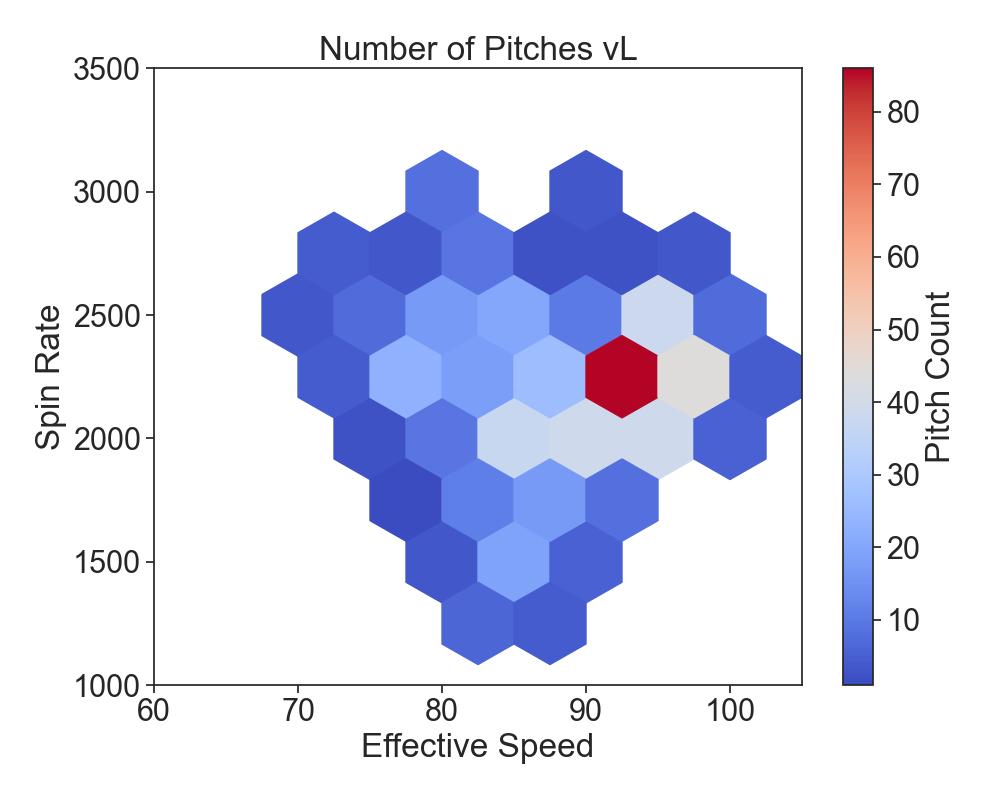 Number of Pitches vL
3500
3000
2500
2000
1500
1000
Spin Rate
60 70 80 90 100
Effective Speed
80
70
60
50
40
30
20
10
Pitch Count